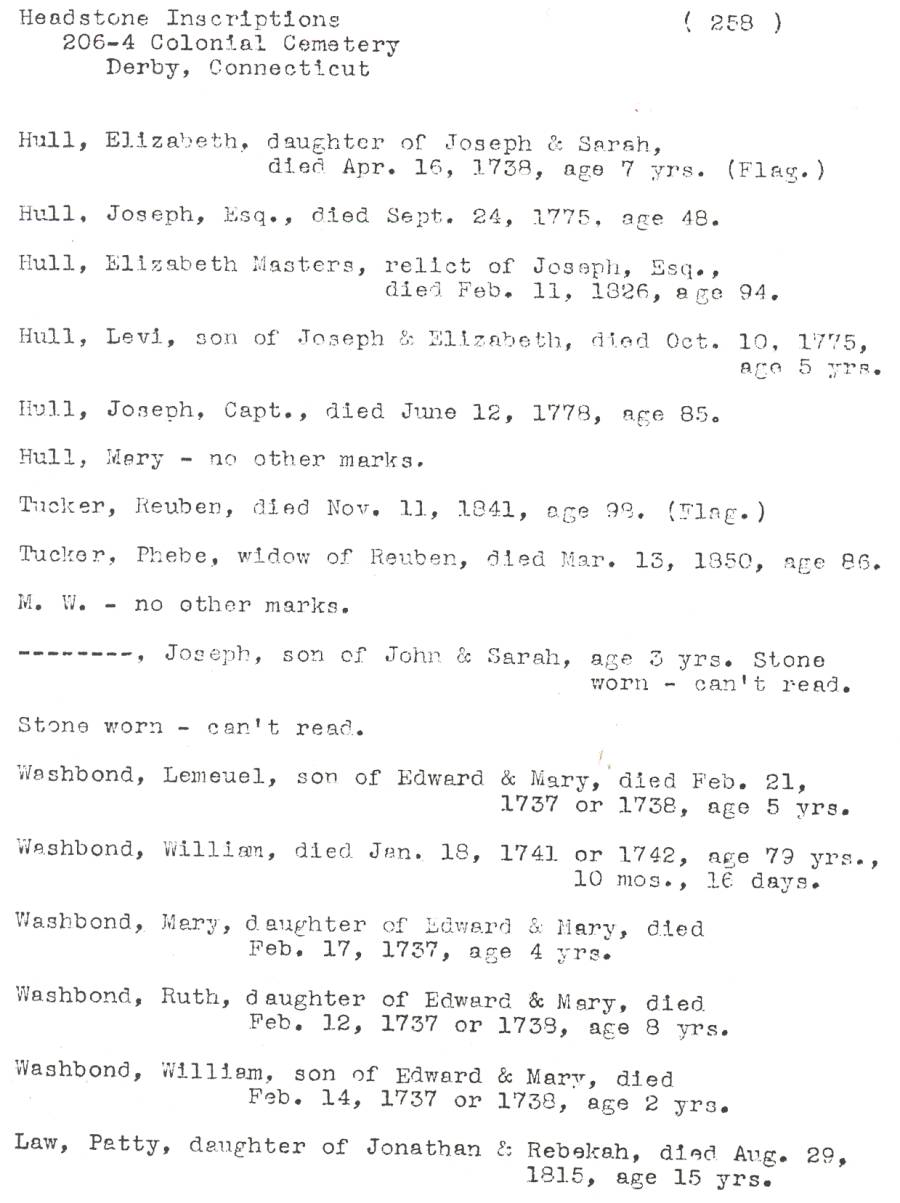 Headstone Inscriptions ( 258 )
206-4 Colonial Cemetery
Derby, Connecticut
Hull, Elizabeth, daughter of Joseph & Sarah,
died Apr. 16, 1738, age 7 yrs. (Flag.)
Hull, Joseph, Esq., died Sept. 24, 1775, age 48.
Hull, Elizabeth Masters, relict of Joseph, Esq.,
died Feb. 11, 1826, age 94.
Hull, Levi, son of Joseph & Elizabeth, died Oct. 10, 1775,
age 5 yrs.
Hull, Joseph, Capt., died June 12, 1778, age 85.
Hull, Mary - no other marks.
Tucker, Reuben, died Nov. 11, 1841, age 98. (Flag.)
Tucker, Phebe, widow of Reuben, died Mar. 13, 1850, age 86.
M. W. - no other marks.
--------, Joseph, son of John & Sarah, age 3 yrs. Stone
worn - can't read.
Stone worn - can't read.
Washbond, Lemeuel, son of Edward & Mary, died Feb. 21,
1737 or 1738, age 5 yrs.
Washbond, William, died Jan. 18, 1741 or 1742, age 79 yrs.,
10 mos., 16 days.
Washbond, Mary, daughter of Edward & Mary, died
Feb. 17, 1737, age 4 yrs.
Washbond, Ruth, daughter of Edward & Mary, died
Feb. 12, 1737 or 1738, age 8 yrs.
Washbond, William, son of Edward & Mary, died
Feb. 14, 1737 or 1738, age 2 yrs.
Law, Patty, daughter of Jonathan & Rebekah, died Aug. 29,
1815, age 15 yrs.